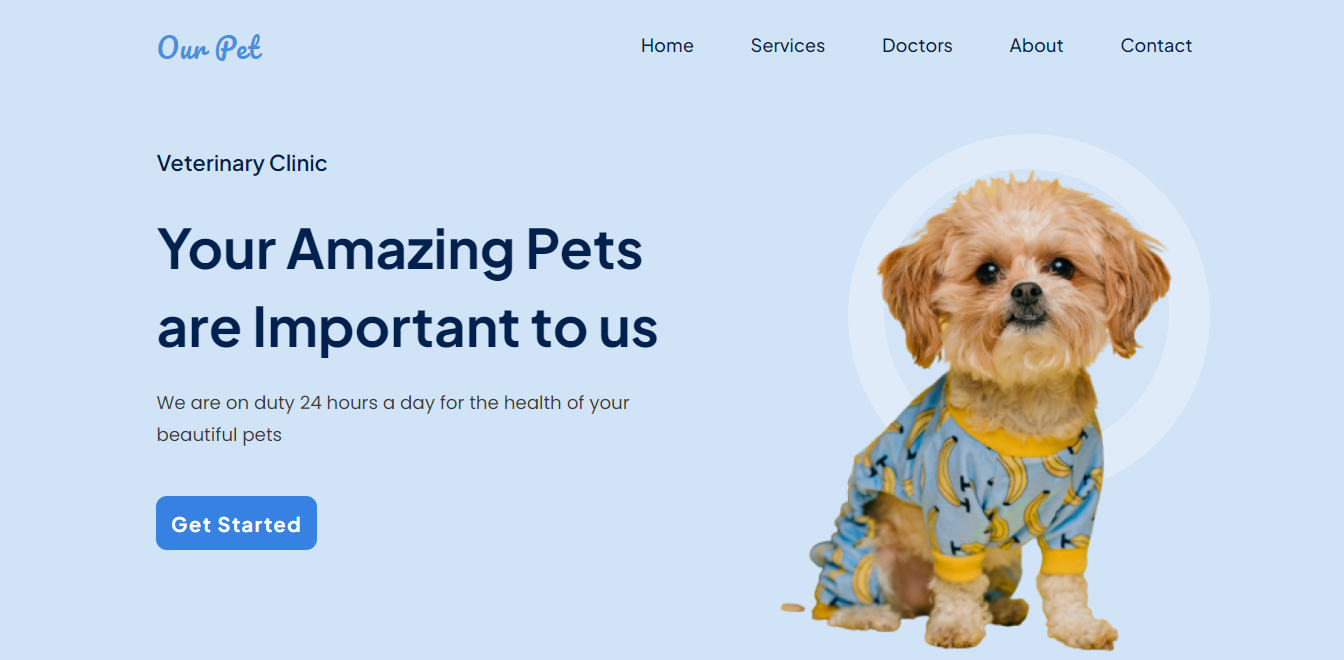 Our Pet
Home Services Doctors About Contact
Veterinary Clinic
Your Amazing Pets
are Important to us
We are on duty 24 hours a day for the health of your
beautiful pets
Get Started